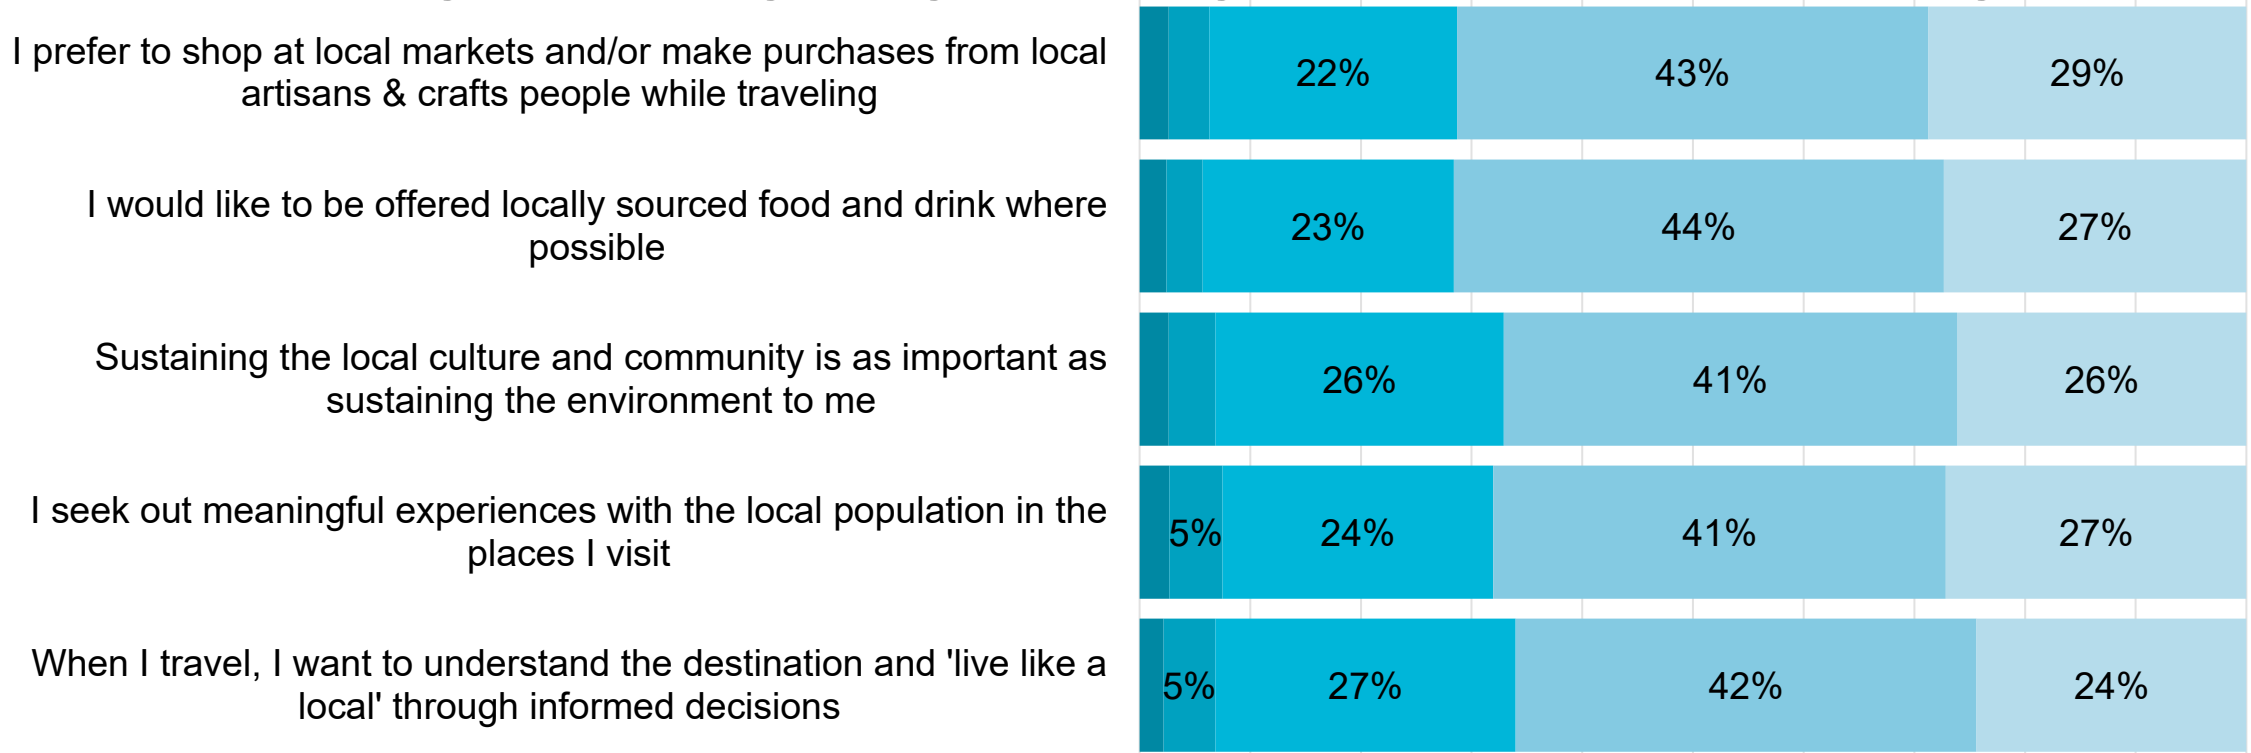 I prefer to shop at local markets and/or make purchases from local
artisans & crafts people while traveling
22% 43% 29%
I would like to be offered locally sourced food and drink where
possible
23% 44% 27%
Sustaining the local culture and community is as important as
sustaining the environment to me
26% 41% 26%
I seek out meaningful experiences with the local population in the
places I visit
5% 24% 41% 27%
When I travel, I want to understand the destination and 'live like a
local' through informed decisions
5% 27% 42% 24%